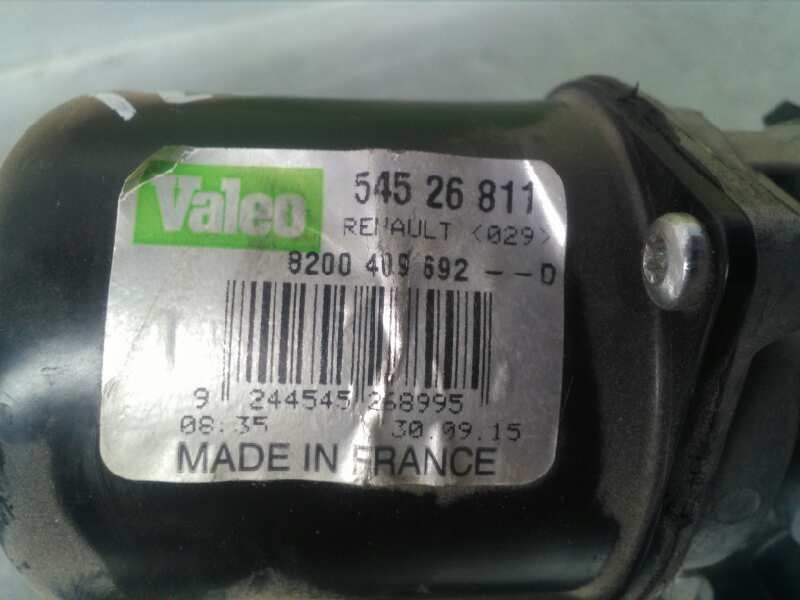 Valeo 545 26 811
RENAULT <029>
8200 409 692 -- D
9 244545 268995
08:35 30.09.15
MADE IN FRANCE